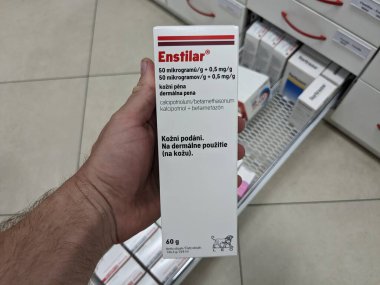 Enstilar®
50 mikrogramů/g + 0,5 mg/g
50 mikrogramov/g + 0,5 mg/g
kožní pěna
dermálna pena
calcipotriolum/betamethasonum
kalcipotriol – betametazón
Kožní podání.
Na dermálne použitie
(na kožu).
60 g